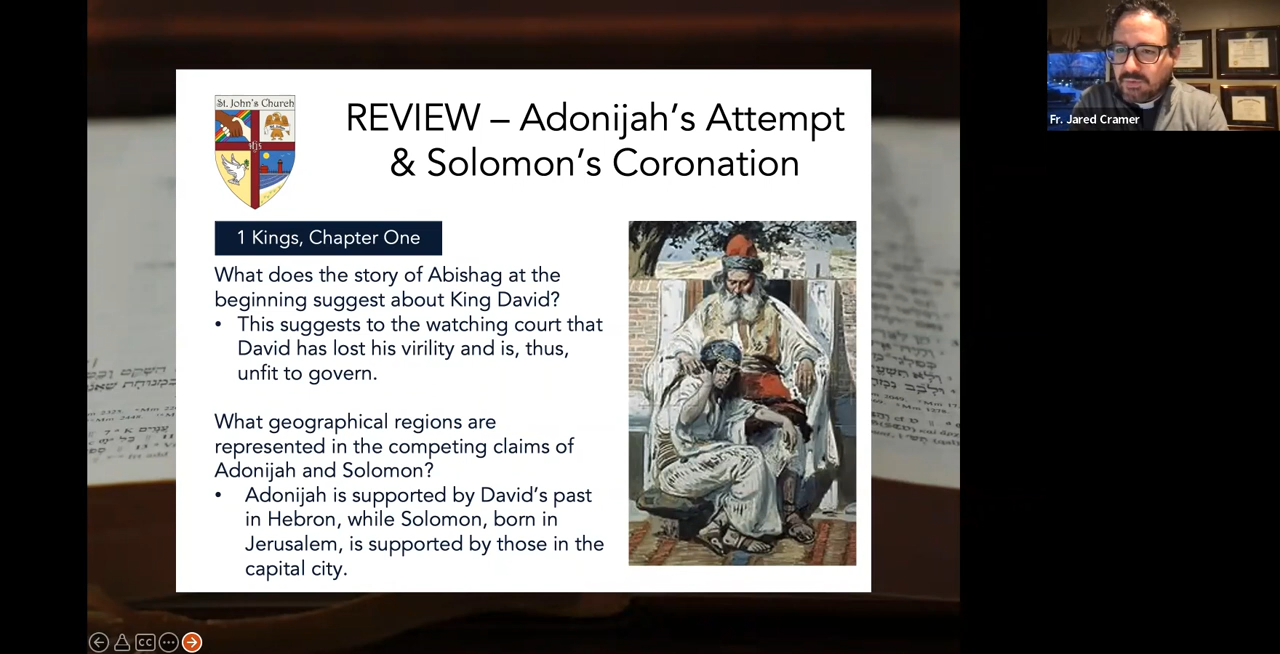 St. John's Church
REVIEW – Adonijah's Attempt
& Solomon's Coronation
1 Kings, Chapter One
What does the story of Abishag at the
beginning suggest about King David?
• This suggests to the watching court that
David has lost his virility and is, thus,
unfit to govern.
What geographical regions are
represented in the competing claims of
Adonijah and Solomon?
• Adonijah is supported by David's past
in Hebron, while Solomon, born in
Jerusalem, is supported by those in the
capital city.
Fr. Jared Cramer
CC